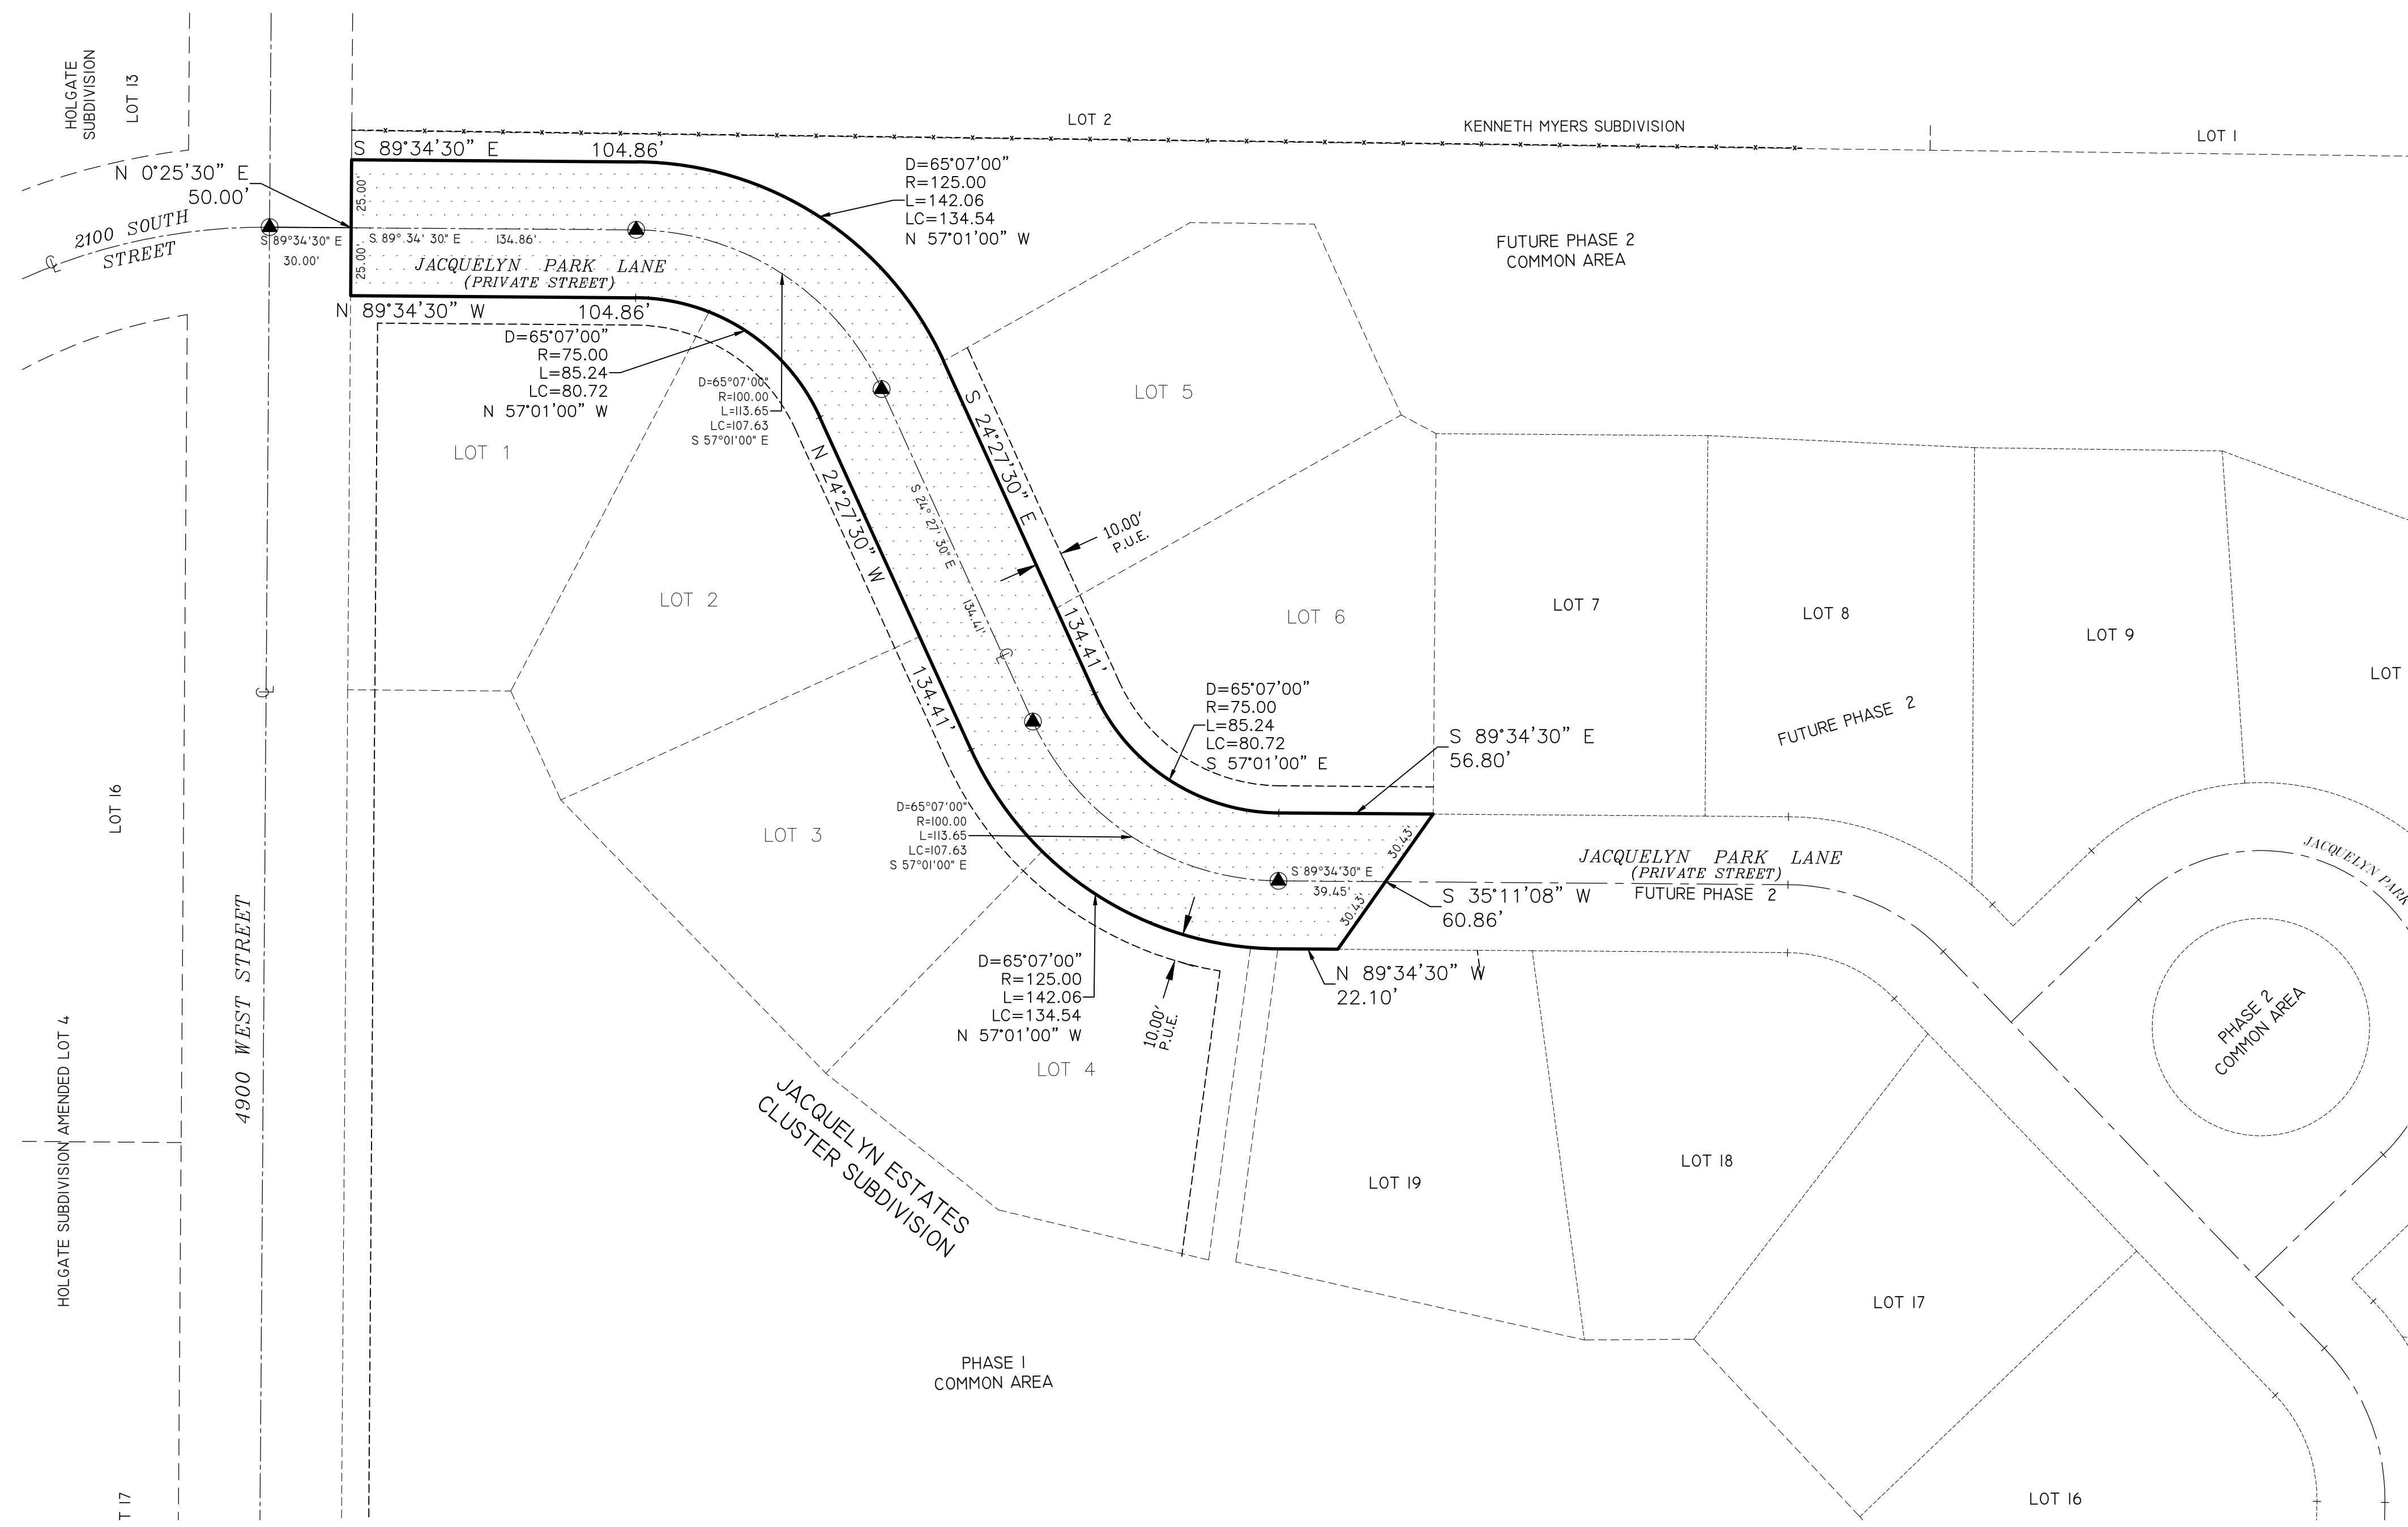 HOLGATE
SUBDIVISION
LOT 13
LOT 2
KENNETH MYERS SUBDIVISION
LOT 1
S 89°34'30" E 104.86'
N 0°25'30" E
50.00'
25.00'
25.00'
2100 SOUTH
STREET
S 89°34'30" E
30.00'
S 89° 34' 30" E 134.86'
JACQUELYN PARK LANE
(PRIVATE STREET)
N 89°34'30" W 104.86'
D=65°07'00"
R=125.00
L=142.06
LC=134.54
N 57°01'00" W
FUTURE PHASE 2
COMMON AREA
D=65°07'00"
R=75.00
L=85.24
LC=80.72
N 57°01'00" W
D=65°07'00"
R=100.00
L=113.65
LC=107.63
S 57°01'00" E
LOT 1
LOT 5
S 24°27'30" E
134.41'
N 24°27'30" W
134.41'
S 24° 27' 30" E
134.41'
10.00'
P.U.E.
LOT 2
LOT 6
LOT 7
LOT 8
LOT 9
LOT
FUTURE PHASE 2
D=65°07'00"
R=75.00
L=85.24
LC=80.72
S 57°01'00" E
S 89°34'30" E
56.80'
LOT 16
LOT 3
D=65°07'00"
R=100.00
L=113.65
LC=107.63
S 57°01'00" E
30.43'
30.43'
S 89°34'30" E
39.45'
JACQUELYN PARK LANE
(PRIVATE STREET)
FUTURE PHASE 2
JACQUELYN PARK
S 35°11'08" W
60.86'
N 89°34'30" W
22.10'
4900 WEST STREET
D=65°07'00"
R=125.00
L=142.06
LC=134.54
N 57°01'00" W
10.00'
P.U.E.
LOT 4
PHASE 2
COMMON AREA
HOLGATE SUBDIVISION AMENDED LOT 4
JACQUELYN ESTATES
CLUSTER SUBDIVISION
LOT 19
LOT 18
LOT 17
PHASE 1
COMMON AREA
LOT 16
T 17